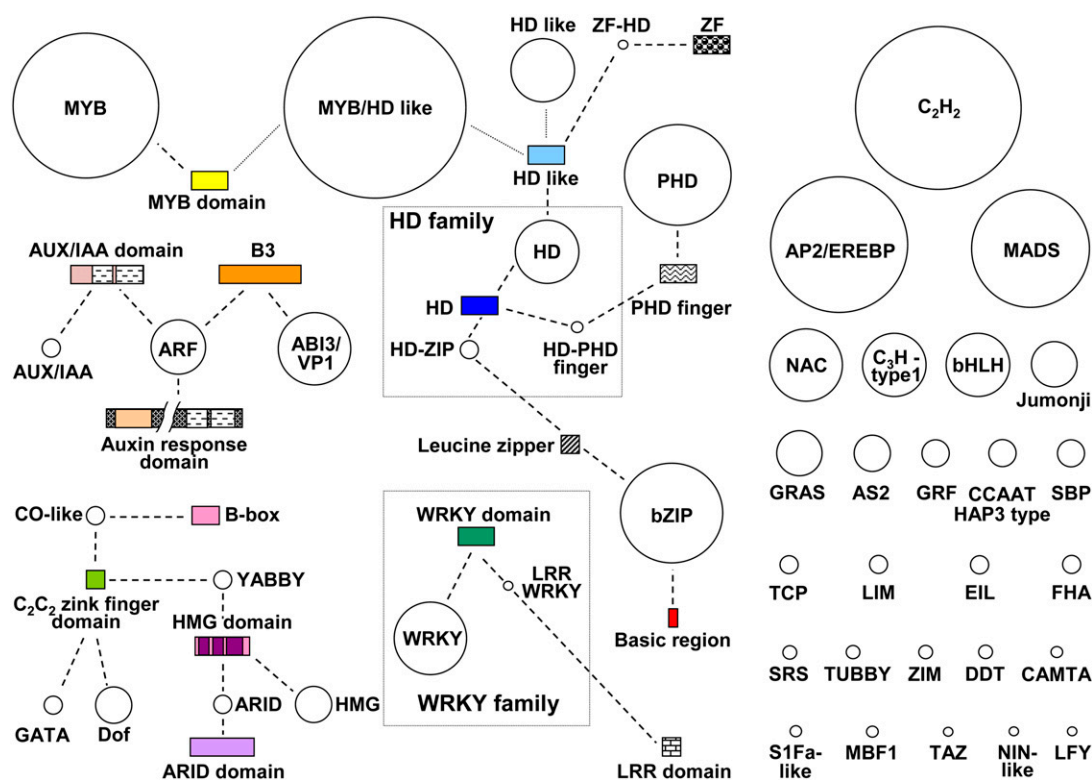 MYB
MYB/HD like
HD like
ZF-HD
ZF
MYB domain
HD like
PHD
HD family
HD
AUX/IAA domain
B3
HD
PHD finger
AUX/IAA
ARF
ABI3/
VP1
HD-ZIP
HD-PHD
finger
Auxin response
domain
Leucine zipper
CO-like
B-box
WRKY domain
bZIP
C₂C₂ zink finger
domain
YABBY
LRR
WRKY
HMG domain
WRKY
Basic region
ARID
HMG
GATA
Dof
WRKY family
ARID domain
LRR domain
C₂H₂
AP2/EREBP
MADS
NAC
C₃H -
type1
bHLH
Jumonji
GRAS
AS2
GRF
CCAAT
HAP3 type
SBP
TCP
LIM
EIL
FHA
SRS
TUBBY
ZIM
DDT
CAMTA
S1Fa-
like
MBF1
TAZ
NIN-
like
LFY